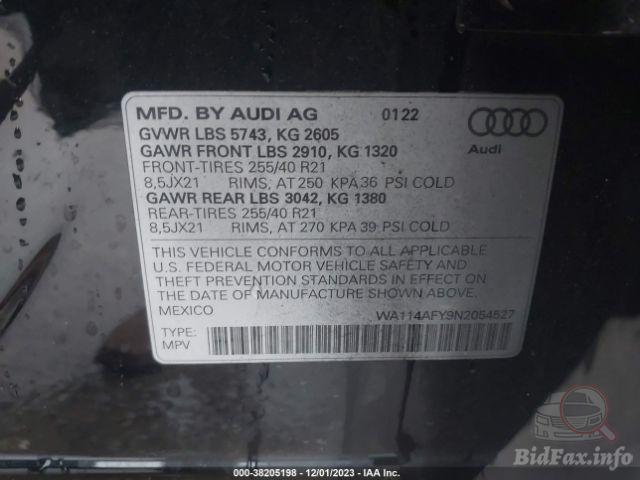 MFD. BY AUDI AG 0122
GVWR LBS 5743, KG 2605
GAWR FRONT LBS 2910, KG 1320
FRONT-TIRES 255/40 R21
8,5JX21 RIMS, AT 250 KPA 36 PSI COLD
GAWR REAR LBS 3042, KG 1380
REAR-TIRES 255/40 R21
8,5JX21 RIMS, AT 270 KPA 39 PSI COLD
Audi
THIS VEHICLE CONFORMS TO ALL APPLICABLE
U.S. FEDERAL MOTOR VEHICLE SAFETY AND
THEFT PREVENTION STANDARDS IN EFFECT ON
THE DATE OF MANUFACTURE SHOWN ABOVE.
MEXICO WA114AFY9N2054527
TYPE:
MPV
000-38205198 - 12/01/2023 - IAA Inc.
BidFax.info